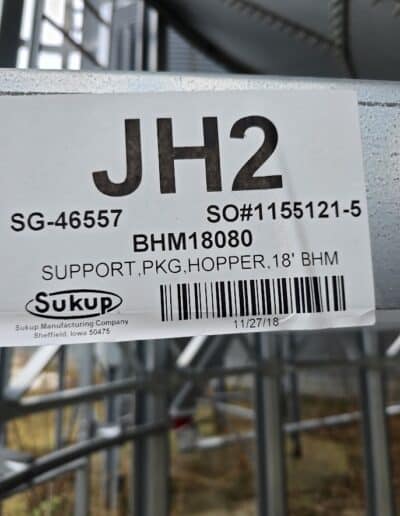 JH2
SG-46557 SO#1155121-5
BHM18080
SUPPORT,PKG,HOPPER,18' BHM
Sukup
Sukup Manufacturing Company
Sheffield, Iowa 50475
11/27/18